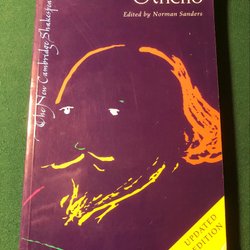 Othello
Edited by Norman Sanders
The New Cambridge Shakespeare
UPDATED
EDITION